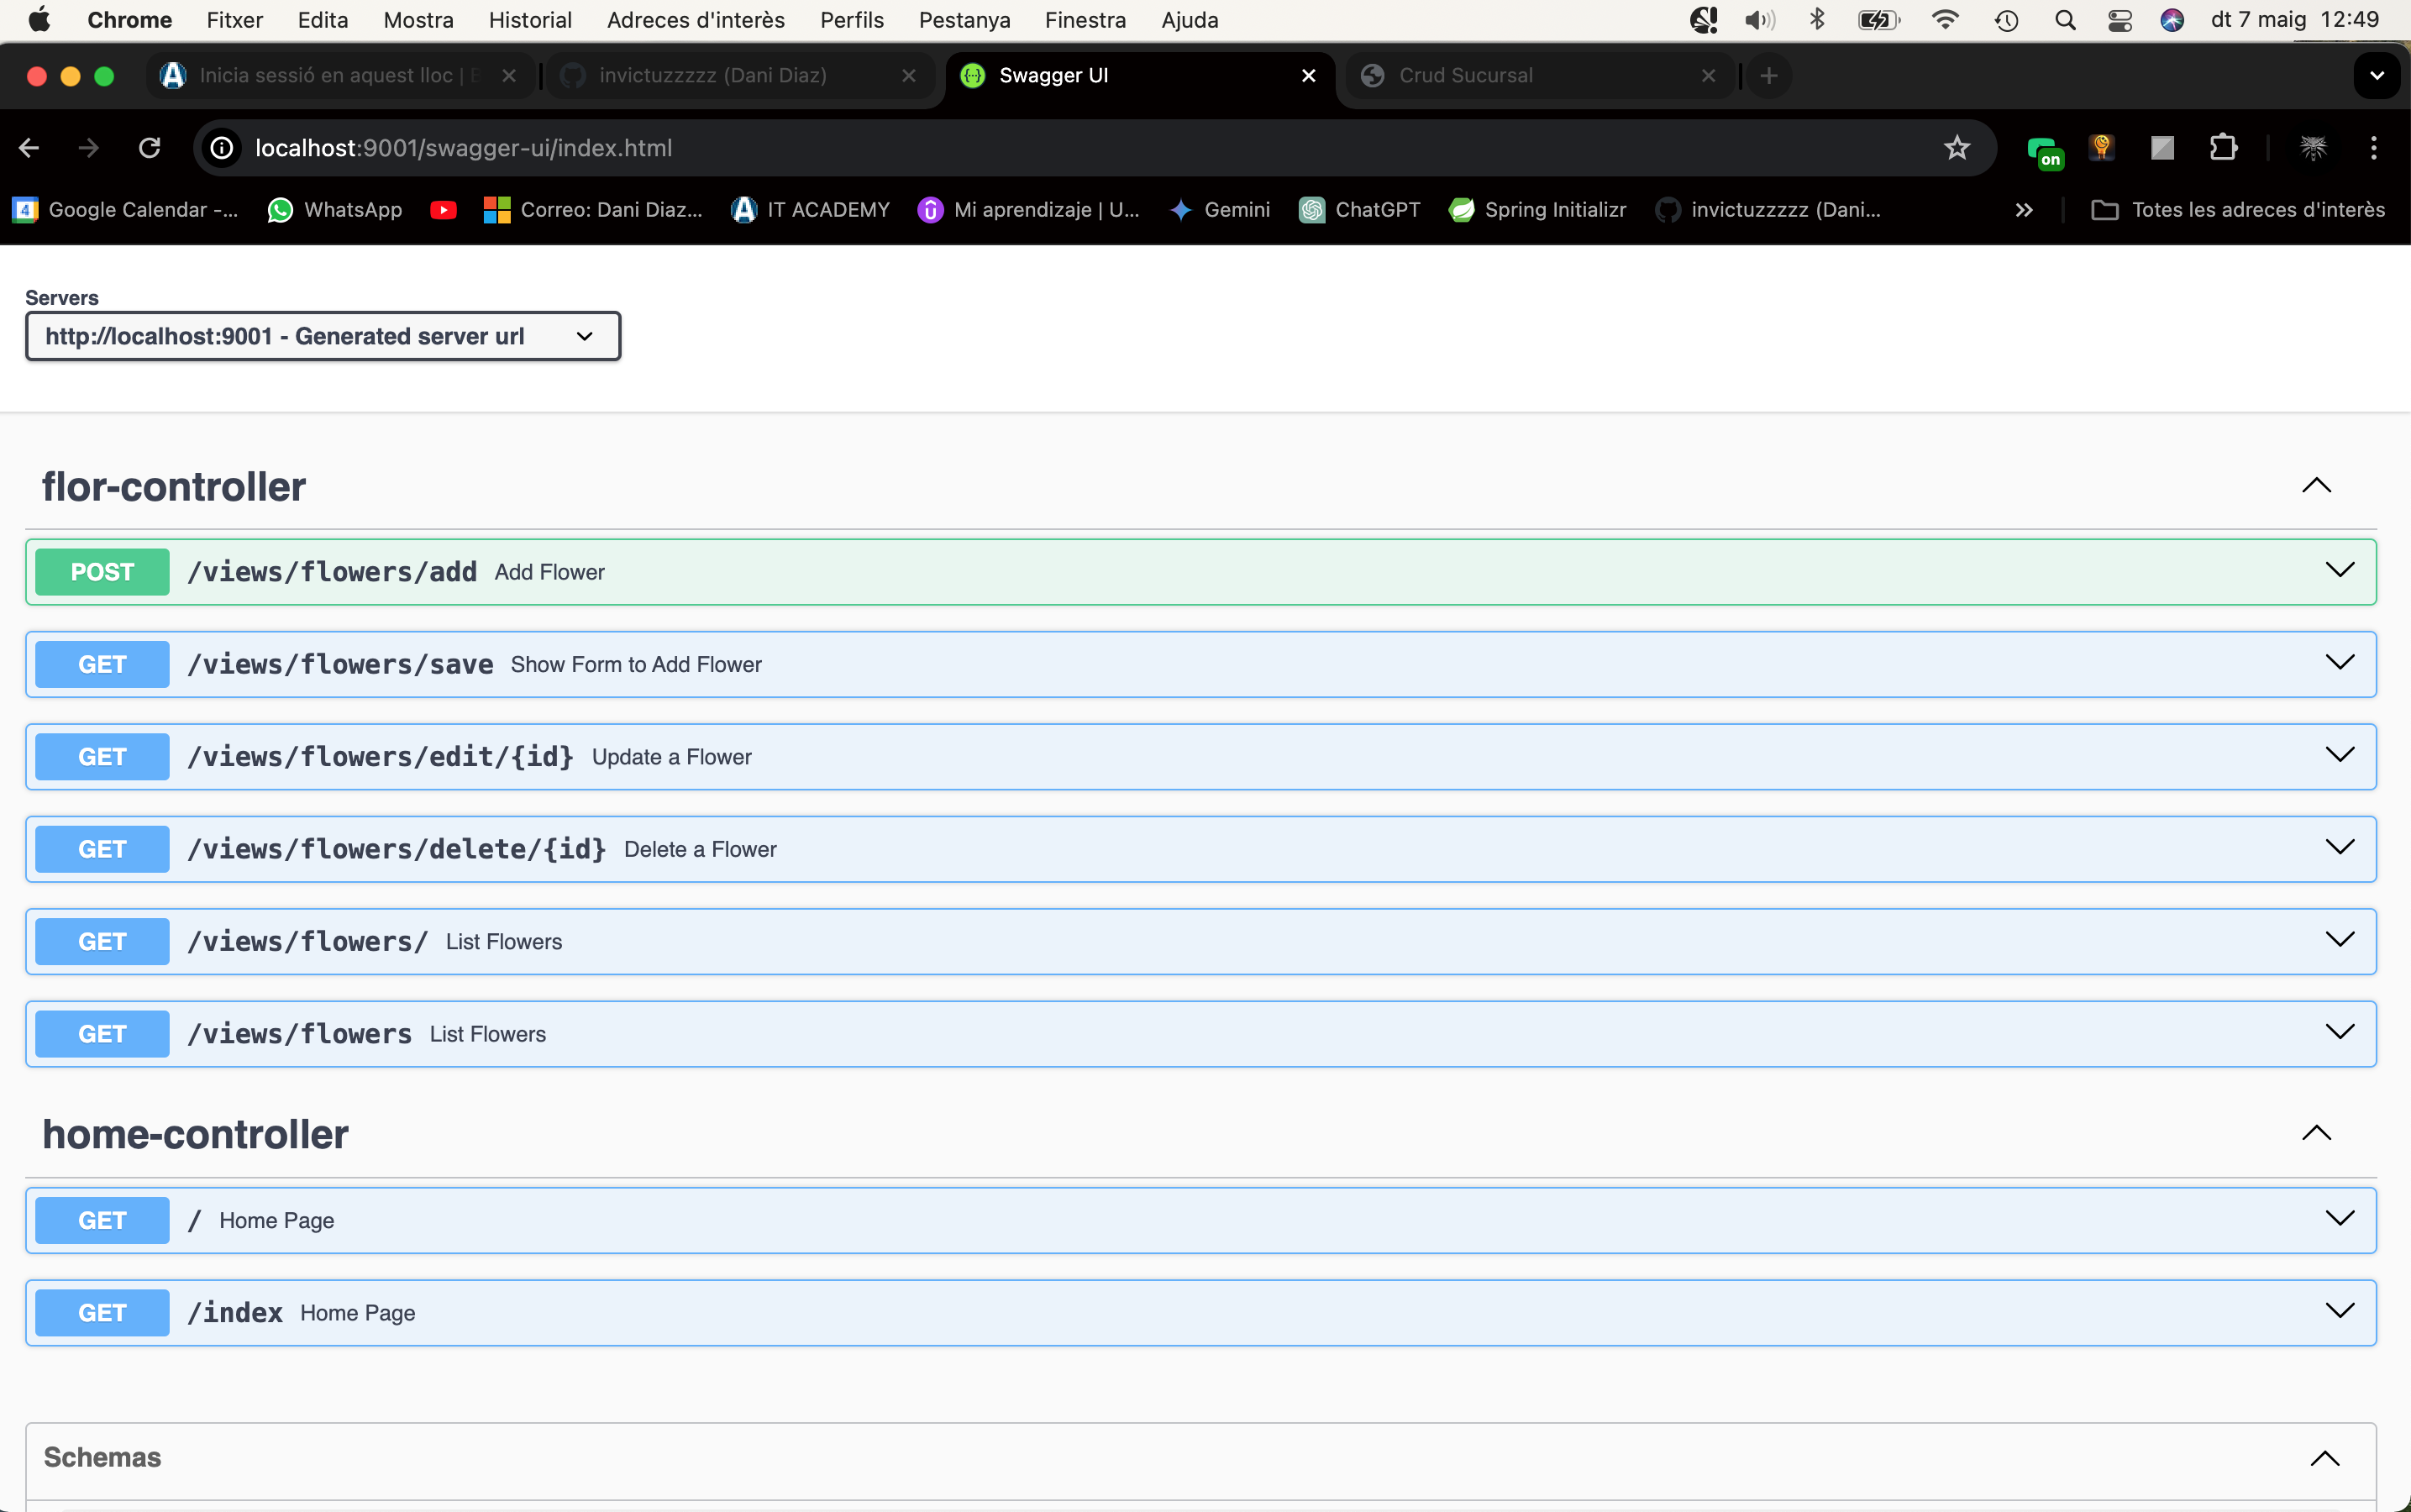 Chrome Fitxer Edita Mostra Historial Adreces d'interès Perfils Pestanya Finestra Ajuda dt 7 maig 12:49
Inicia sessió en aquest lloc | invictuzzzzz (Dani Diaz) Swagger UI Crud Sucursal
localhost:9001/swagger-ui/index.html on
4 Google Calendar -... WhatsApp Correo: Dani Diaz... IT ACADEMY Mi aprendizaje | U... Gemini ChatGPT Spring Initializr invictuzzzzz (Dani... Totes les adreces d'interès
Servers
http://localhost:9001 - Generated server url
flor-controller
POST /views/flowers/add Add Flower
GET /views/flowers/save Show Form to Add Flower
GET /views/flowers/edit/{id} Update a Flower
GET /views/flowers/delete/{id} Delete a Flower
GET /views/flowers/ List Flowers
GET /views/flowers List Flowers
home-controller
GET / Home Page
GET /index Home Page
Schemas